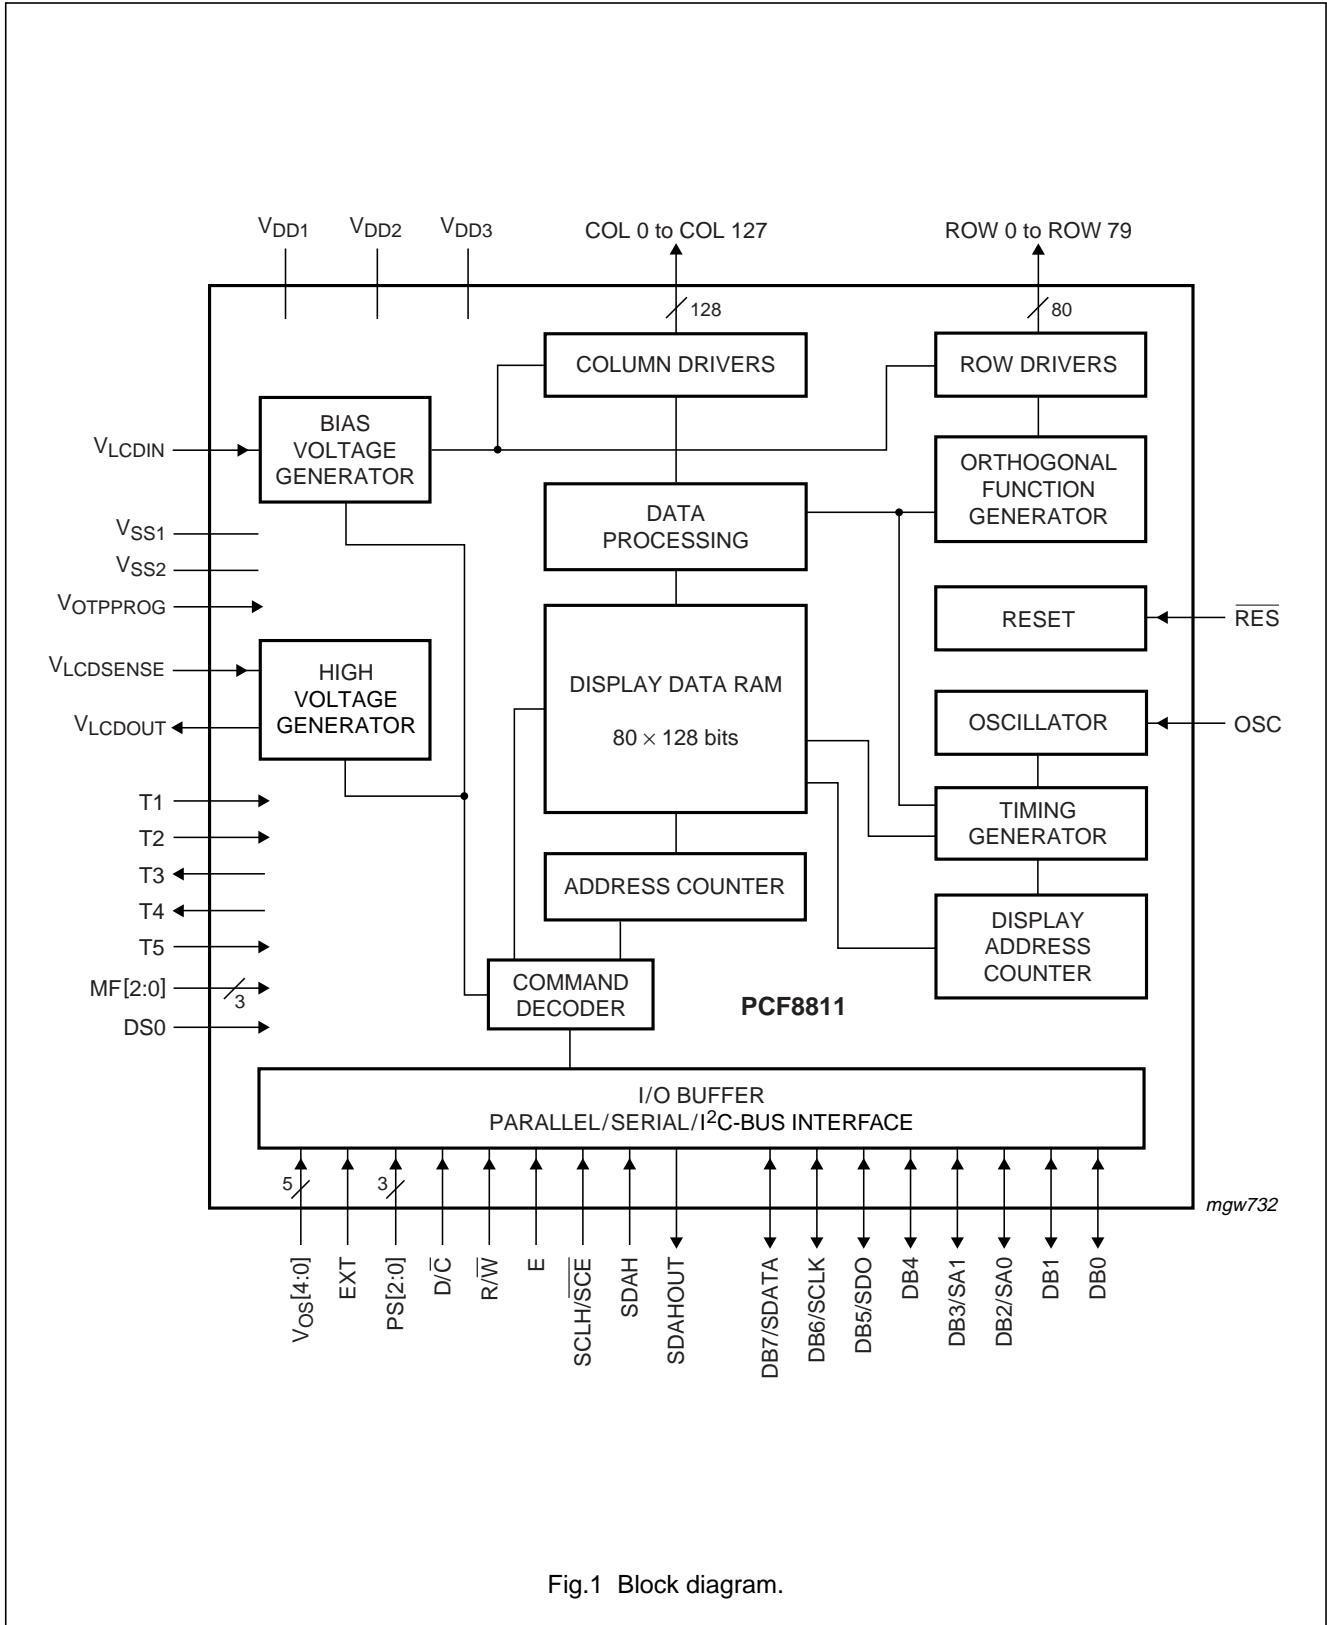 VDD1 VDD2 VDD3 COL 0 to COL 127 ROW 0 to ROW 79
128 80
COLUMN DRIVERS
ROW DRIVERS
BIAS
VOLTAGE
GENERATOR
VLCDIN
ORTHOGONAL
FUNCTION
GENERATOR
DATA
PROCESSING
VSS1
VSS2
VOTPPROG
RESET
R̅E̅S̅
VLCDSENSE
HIGH
VOLTAGE
GENERATOR
VLCDOUT
DISPLAY DATA RAM
80 × 128 bits
OSCILLATOR
OSC
T1
T2
T3
T4
T5
MF[2:0]
3
DS0
TIMING
GENERATOR
ADDRESS COUNTER
DISPLAY
ADDRESS
COUNTER
COMMAND
DECODER
PCF8811
I/O BUFFER
PARALLEL/SERIAL/I²C-BUS INTERFACE
5 3
mgw732
VOS[4:0]
EXT
PS[2:0]
D/C̅
R/W̅
E
SCLH/S̅C̅E̅
SDAH
SDAHOUT
DB7/SDATA
DB6/SCLK
DB5/SDO
DB4
DB3/SA1
DB2/SA0
DB1
DB0
Fig.1 Block diagram.